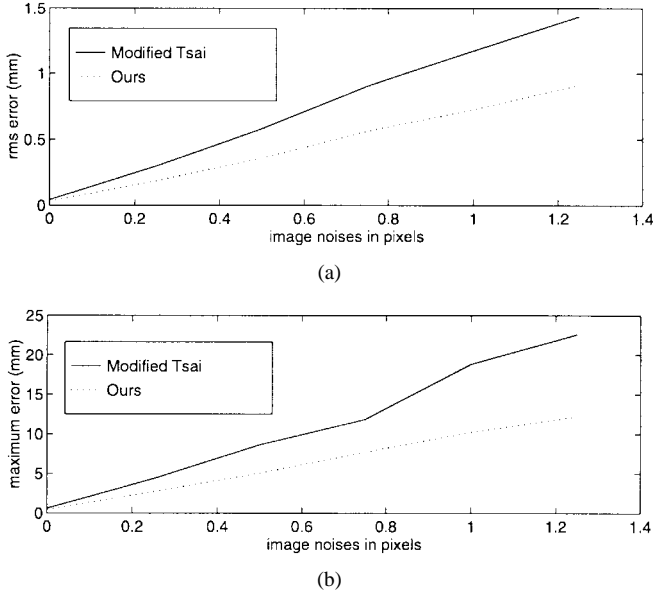 1.5
1
0.5
0
rms error (mm)
Modified Tsai
Ours
0 0.2 0.4 0.6 0.8 1 1.2 1.4
image noises in pixels
(a)
25
20
15
10
5
0
maximum error (mm)
Modified Tsai
Ours
0 0.2 0.4 0.6 0.8 1 1.2 1.4
image noises in pixels
(b)